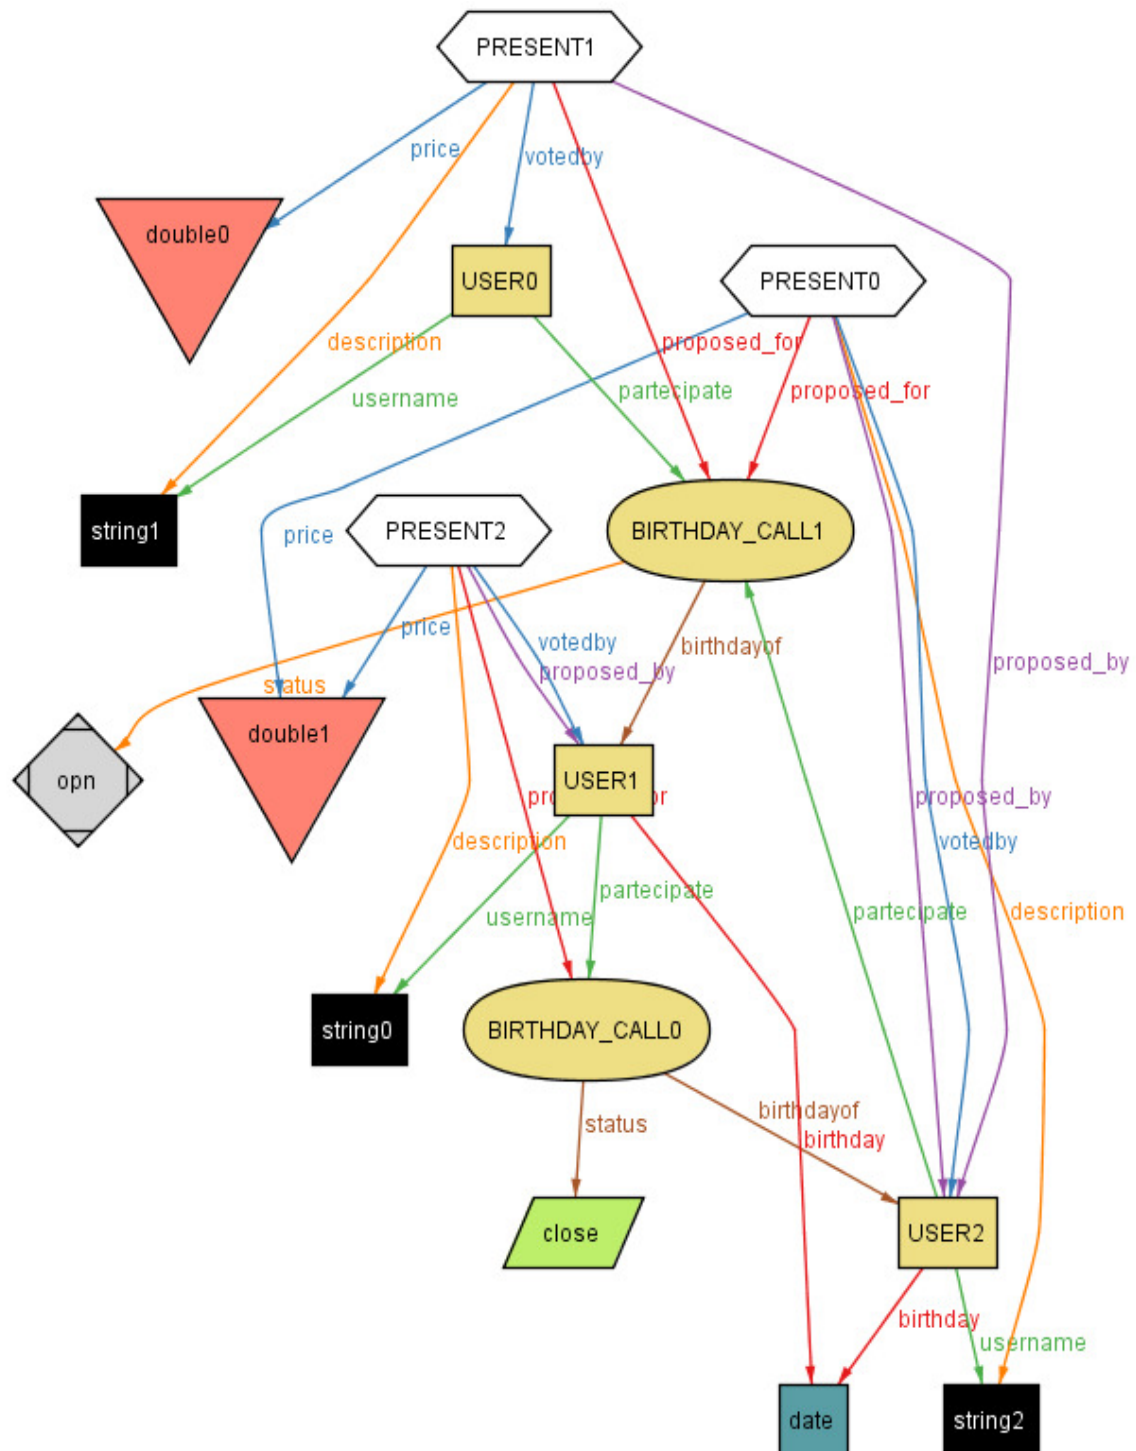 PRESENT1
price
votedby
double0
USER0
PRESENT0
description
proposed_for
username
partecipate
proposed_for
string1
PRESENT2
BIRTHDAY_CALL1
price
price
votedby
birthdayof
proposed_by
proposed_by
status
double1
opn
USER1
proposed_by
description
votedby
partecipate
username
partecipate
description
string0
BIRTHDAY_CALL0
status
birthdayof
birthday
close
USER2
birthday
username
date
string2